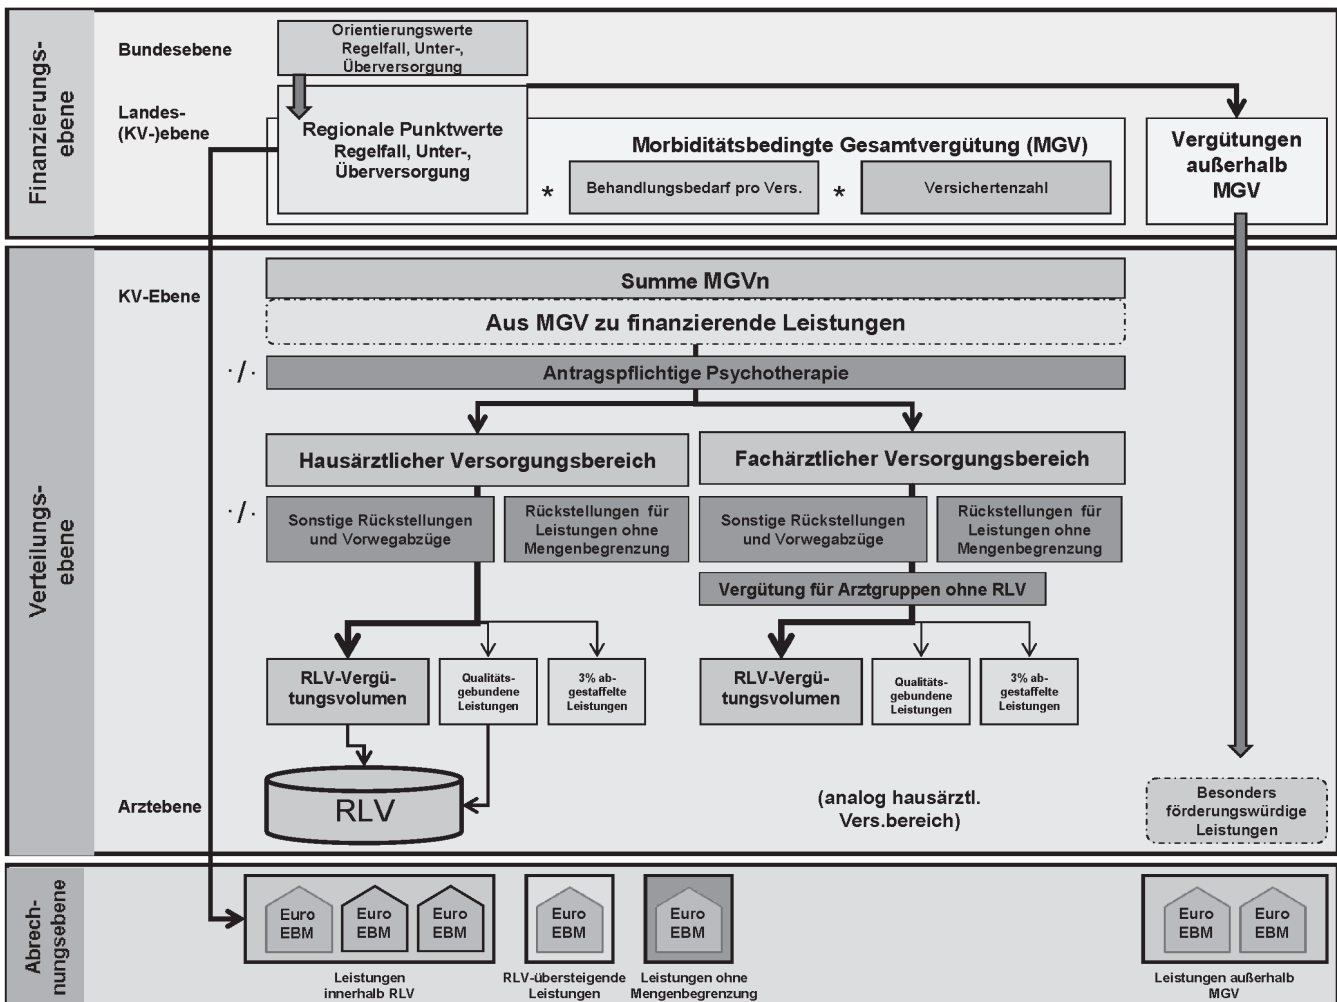 Finanzierungs-
ebene
Bundesebene
Orientierungswerte
Regelfall, Unter-,
Überversorgung
Landes-
(KV-)ebene
Regionale Punktwerte
Regelfall, Unter-,
Überversorgung
Morbiditätsbedingte Gesamtvergütung (MGV)
* Behandlungsbedarf pro Vers. * Versichertenzahl
Vergütungen
außerhalb
MGV
Verteilungs-
ebene
KV-Ebene
Summe MGVn
Aus MGV zu finanzierende Leistungen
·/· Antragspflichtige Psychotherapie
Hausärztlicher Versorgungsbereich
Fachärztlicher Versorgungsbereich
·/·
Sonstige Rückstellungen
und Vorwegabzüge
Rückstellungen für
Leistungen ohne
Mengenbegrenzung
Sonstige Rückstellungen
und Vorwegabzüge
Rückstellungen für
Leistungen ohne
Mengenbegrenzung
Vergütung für Arztgruppen ohne RLV
RLV-Vergü-
tungsvolumen
Qualitäts-
gebundene
Leistungen
3% ab-
gestaffelte
Leistungen
RLV-Vergü-
tungsvolumen
Qualitäts-
gebundene
Leistungen
3% ab-
gestaffelte
Leistungen
Arztebene
RLV
(analog hausärztl.
Vers.bereich)
Besonders
förderungswürdige
Leistungen
Abrech-
nungsebene
Euro
EBM
Euro
EBM
Euro
EBM
Leistungen
innerhalb RLV
Euro
EBM
RLV-übersteigende
Leistungen
Euro
EBM
Leistungen ohne
Mengenbegrenzung
Euro
EBM
Euro
EBM
Leistungen außerhalb
MGV